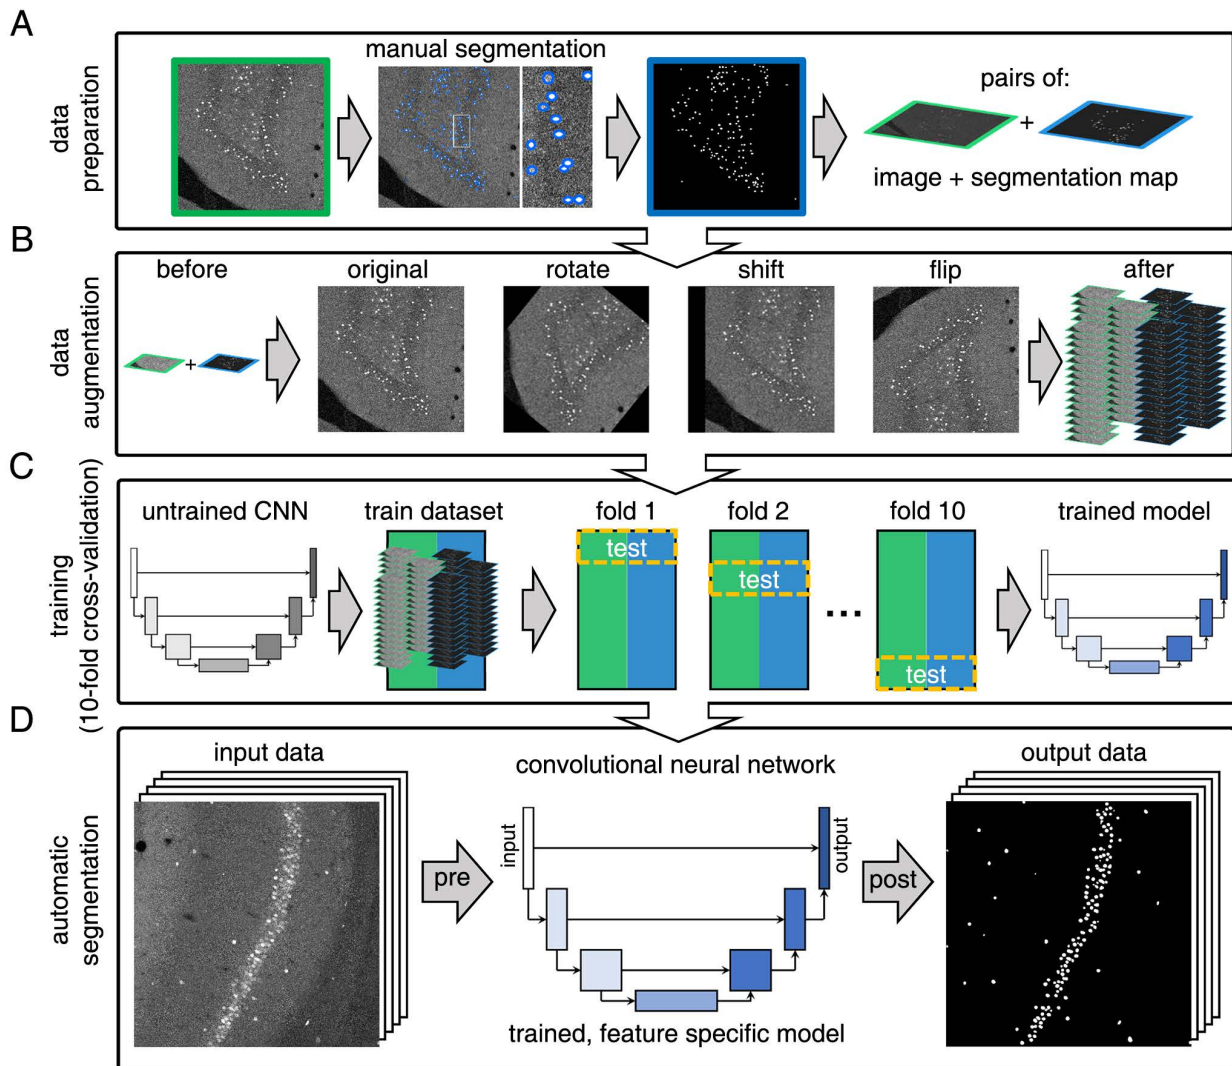 A
data
preparation
manual segmentation
pairs of:
+
image + segmentation map
B
data
augmentation
before
original
rotate
shift
flip
after
+
C
training
(10-fold cross-validation)
untrained CNN
train dataset
fold 1
fold 2
fold 10
trained model
test
test
...
test
D
automatic
segmentation
input data
convolutional neural network
output data
input
output
pre
post
trained, feature specific model